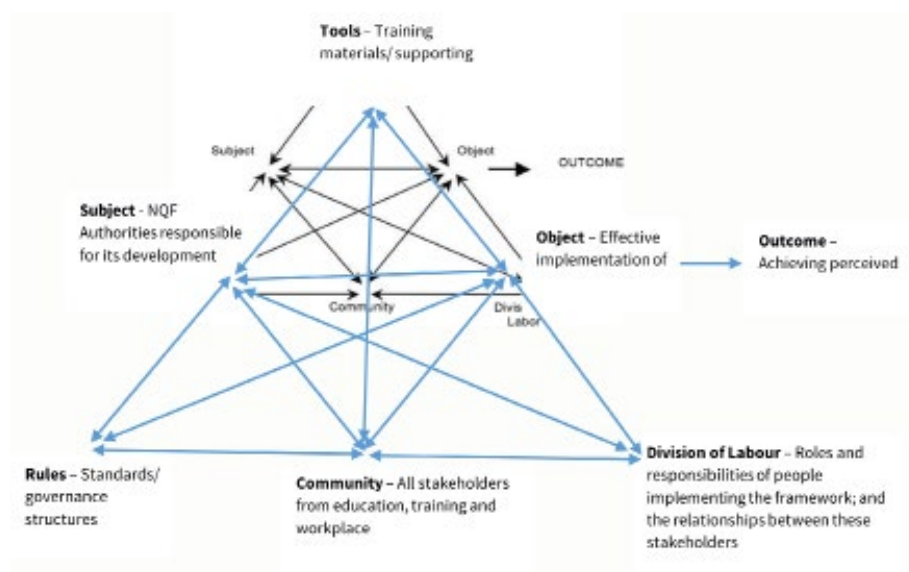 Tools – Training
materials/ supporting
Subject
Object
OUTCOME
Subject - NQF
Authorities responsible
for its development
Object – Effective
implementation of
Outcome –
Achieving perceived
Community
Divis
Labor
Rules – Standards/
governance
structures
Community – All stakeholders
from education, training and
workplace
Division of Labour – Roles and
responsibilities of people
implementing the framework; and
the relationships between these
stakeholders